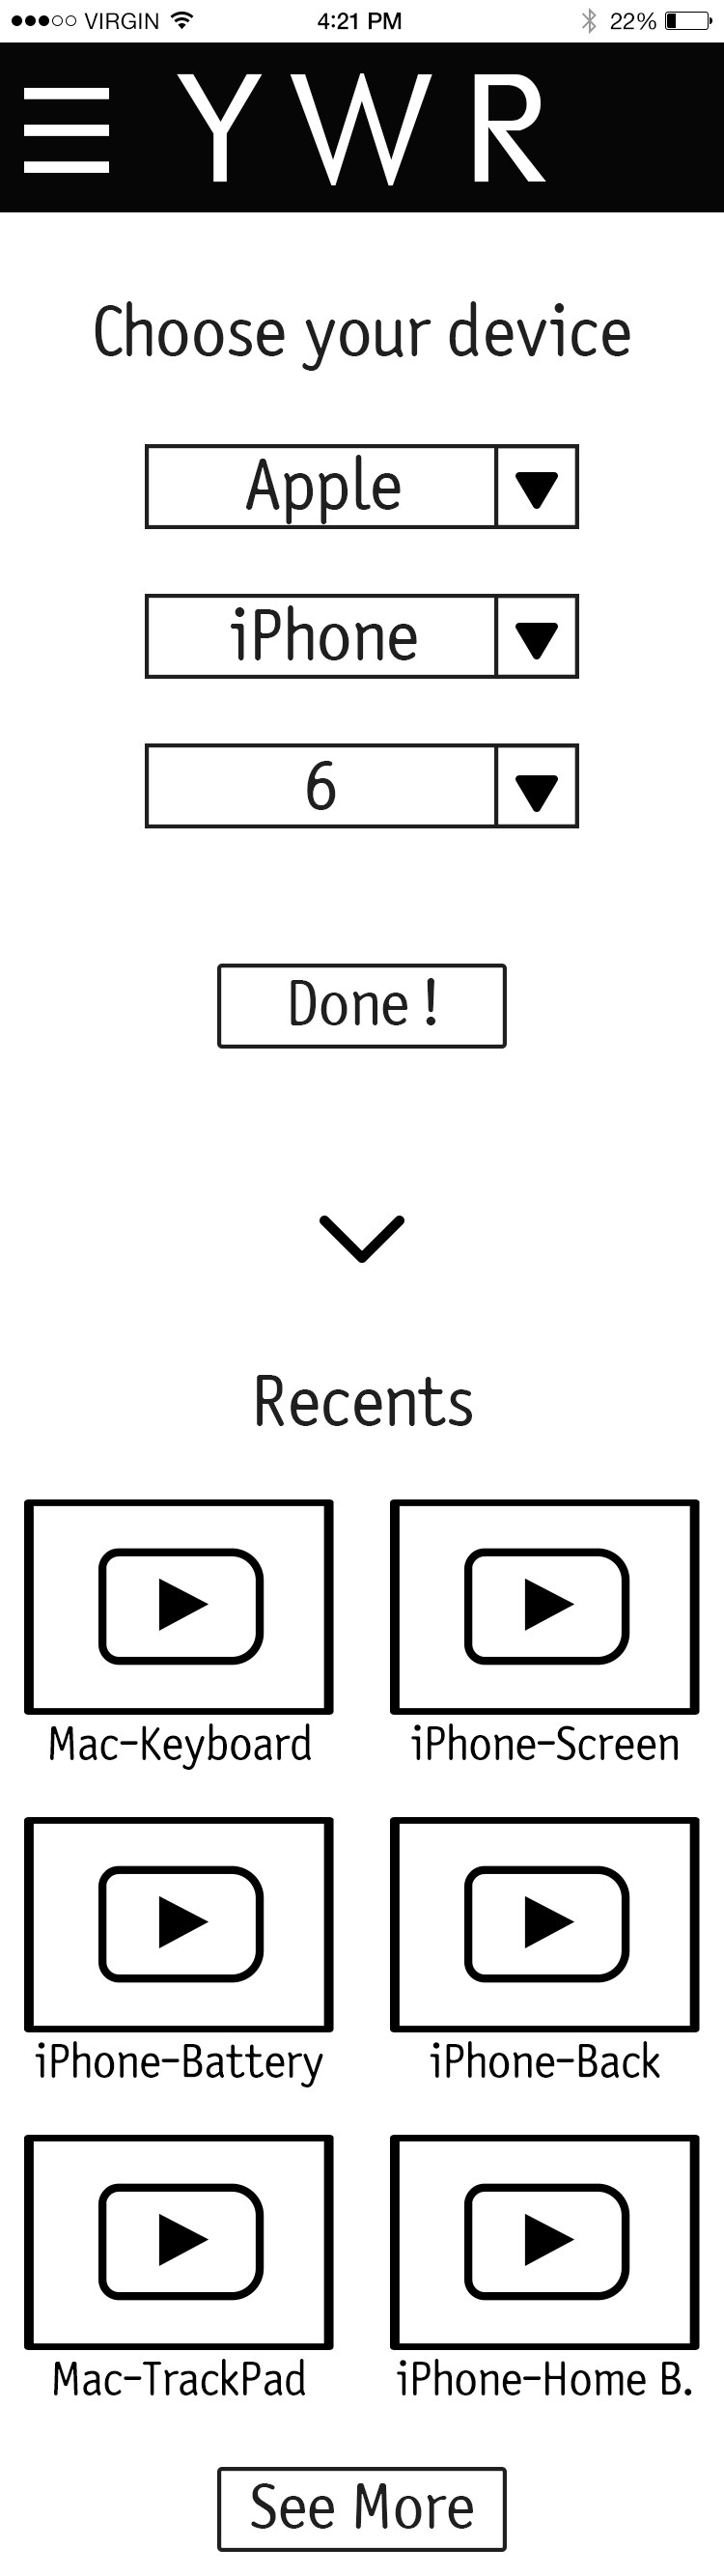 VIRGIN 4:21 PM 22%
YWR
Choose your device
Apple
iPhone
6
Done !
Recents
Mac-Keyboard iPhone-Screen
iPhone-Battery iPhone-Back
Mac-TrackPad iPhone-Home B.
See More